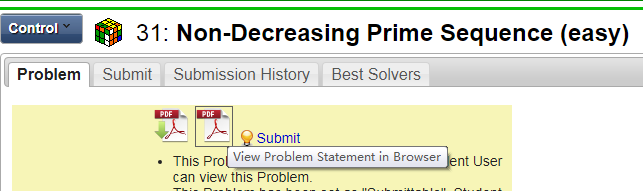 Control
31: Non-Decreasing Prime Sequence (easy)
Problem Submit Submission History Best Solvers
PDF PDF Submit
View Problem Statement in Browser
This Pro ent User
can view this Problem.
This Problem has been set as "Submittable" Student